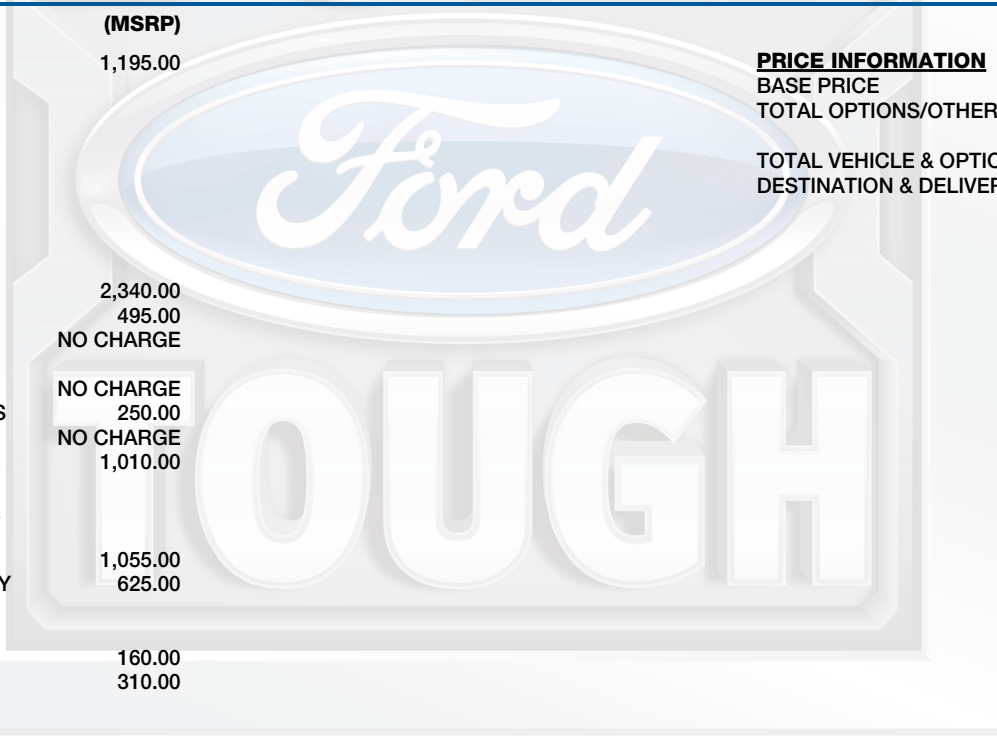 (MSRP)
1,195.00
2,340.00
495.00
NO CHARGE
NO CHARGE
S 250.00
NO CHARGE
1,010.00
1,055.00
Y 625.00
160.00
310.00
PRICE INFORMATION
BASE PRICE
TOTAL OPTIONS/OTHER
TOTAL VEHICLE & OPTIO
DESTINATION & DELIVER
Ford
TOUGH